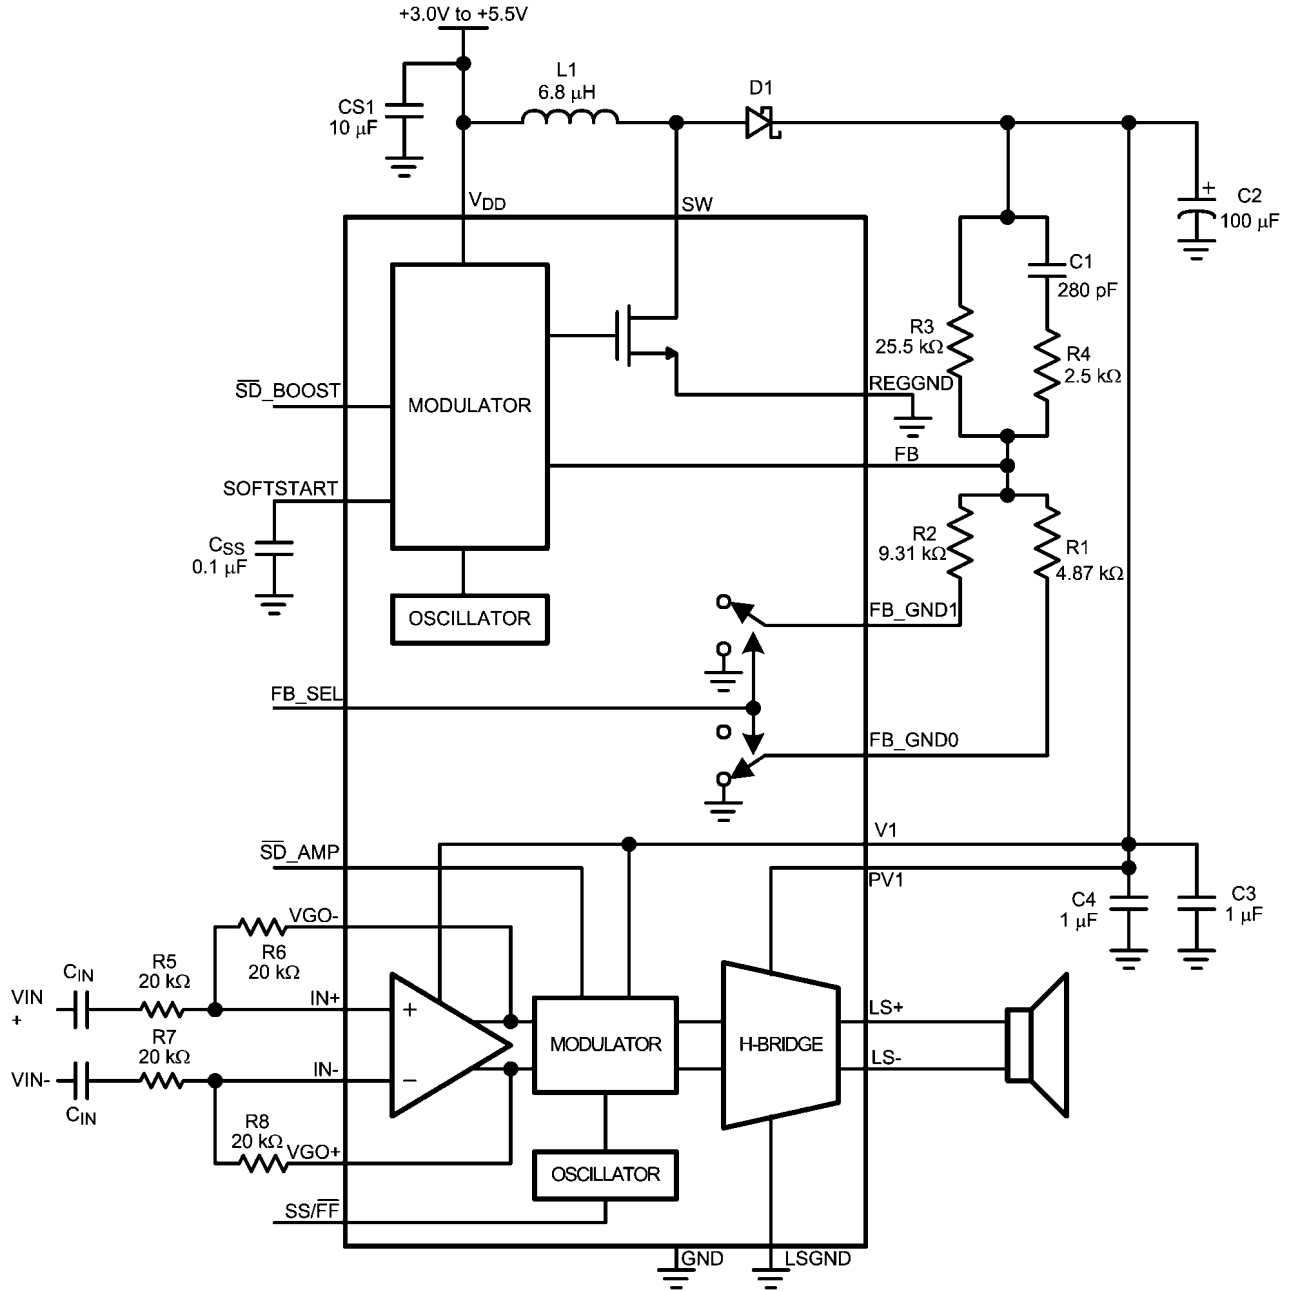 +3.0V to +5.5V
L1
6.8 μH
D1
CS1
10 μF
VDD
SW
+
C2
100 μF
C1
280 pF
R3
25.5 kΩ
R4
2.5 kΩ
REGGND
SD_BOOST
MODULATOR
FB
SOFTSTART
R2
9.31 kΩ
R1
4.87 kΩ
CSS
0.1 μF
OSCILLATOR
FB_GND1
FB_SEL
FB_GND0
V1
SD_AMP
PV1
C4
1 μF
C3
1 μF
VGO-
R6
20 kΩ
R5
20 kΩ
CIN
VIN
+
IN+
+
LS+
R7
20 kΩ
MODULATOR
H-BRIDGE
LS-
VIN-
IN-
−
CIN
R8
20 kΩ
VGO+
OSCILLATOR
SS/FF
GND
LSGND